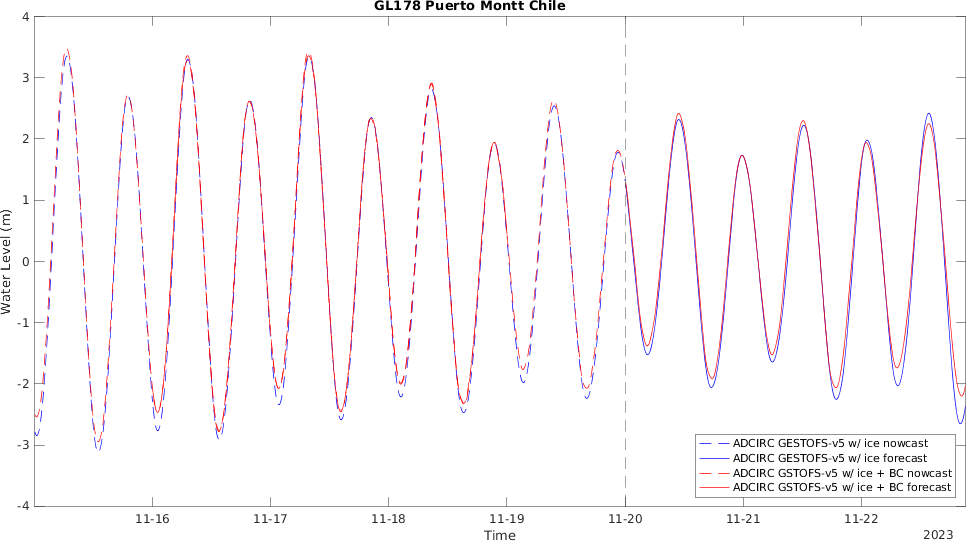 GL178 Puerto Montt Chile
4
3
2
1
0
-1
-2
-3
-4
Water Level (m)
11-16
11-17
11-18
11-19
11-20
11-21
11-22
Time
2023
ADCIRC GESTOFS-v5 w/ ice nowcast
ADCIRC GESTOFS-v5 w/ ice forecast
ADCIRC GSTOFS-v5 w/ ice + BC nowcast
ADCIRC GSTOFS-v5 w/ ice + BC forecast